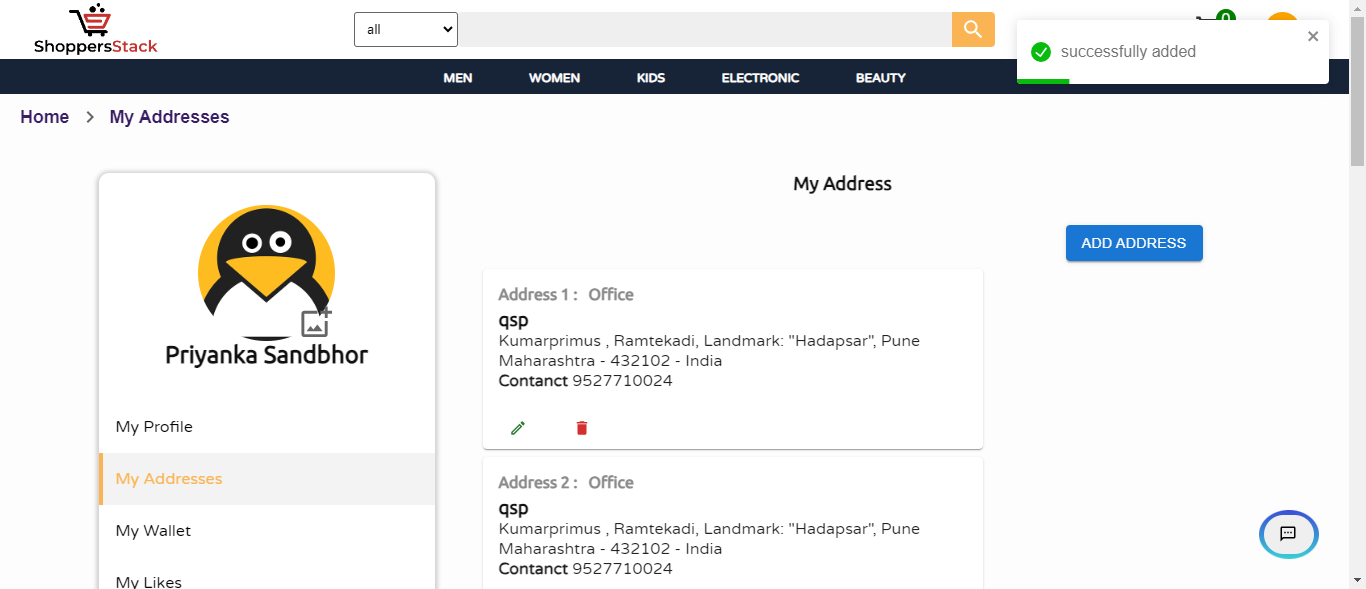 ShoppersStack
all
0
successfully added
MEN WOMEN KIDS ELECTRONIC BEAUTY
Home > My Addresses
My Address
ADD ADDRESS
Priyanka Sandbhor
My Profile
My Addresses
My Wallet
My Likes
Address 1 : Office
qsp
Kumarprimus , Ramtekadi, Landmark: "Hadapsar", Pune
Maharashtra - 432102 - India
Contanct 9527710024
Address 2 : Office
qsp
Kumarprimus , Ramtekadi, Landmark: "Hadapsar", Pune
Maharashtra - 432102 - India
Contanct 9527710024